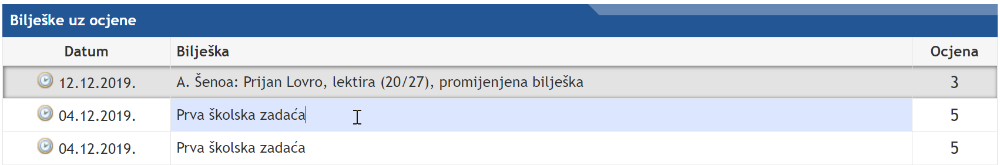 Bilješke uz ocjene
Datum Bilješka Ocjena
12.12.2019. A. Šenoa: Prijan Lovro, lektira (20/27), promijenjena bilješka 3
04.12.2019. Prva školska zadaća 5
04.12.2019. Prva školska zadaća 5